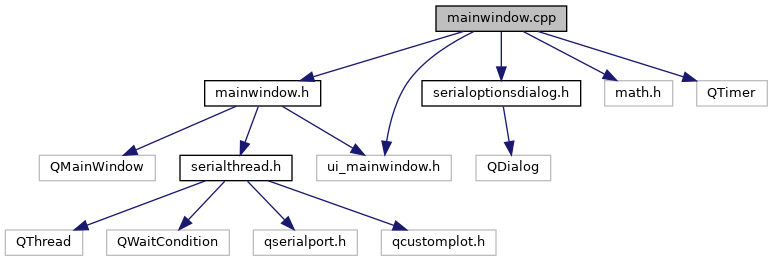 mainwindow.cpp
mainwindow.h
serialoptionsdialog.h
math.h
QTimer
QMainWindow
serialthread.h
ui_mainwindow.h
QDialog
QThread
QWaitCondition
qserialport.h
qcustomplot.h